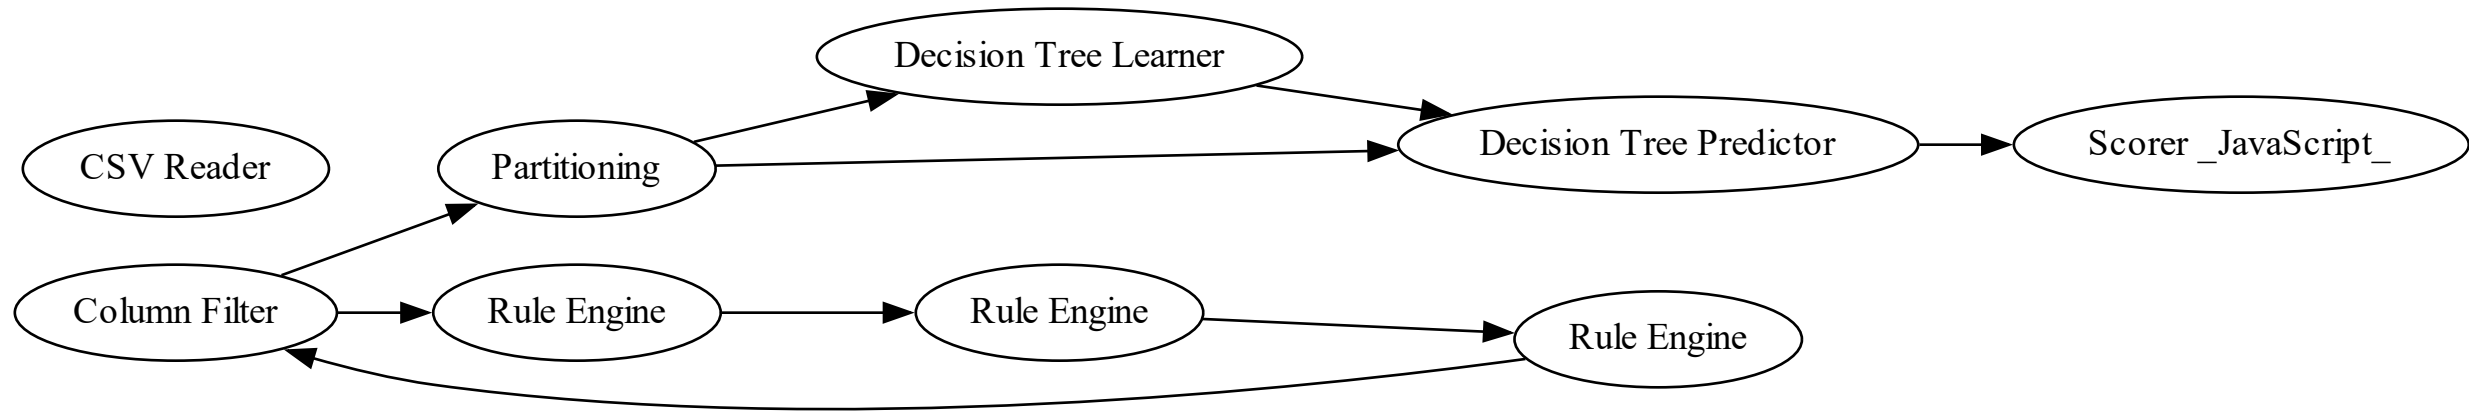 Decision Tree Learner
CSV Reader
Partitioning
Decision Tree Predictor
Scorer _JavaScript_
Column Filter
Rule Engine
Rule Engine
Rule Engine